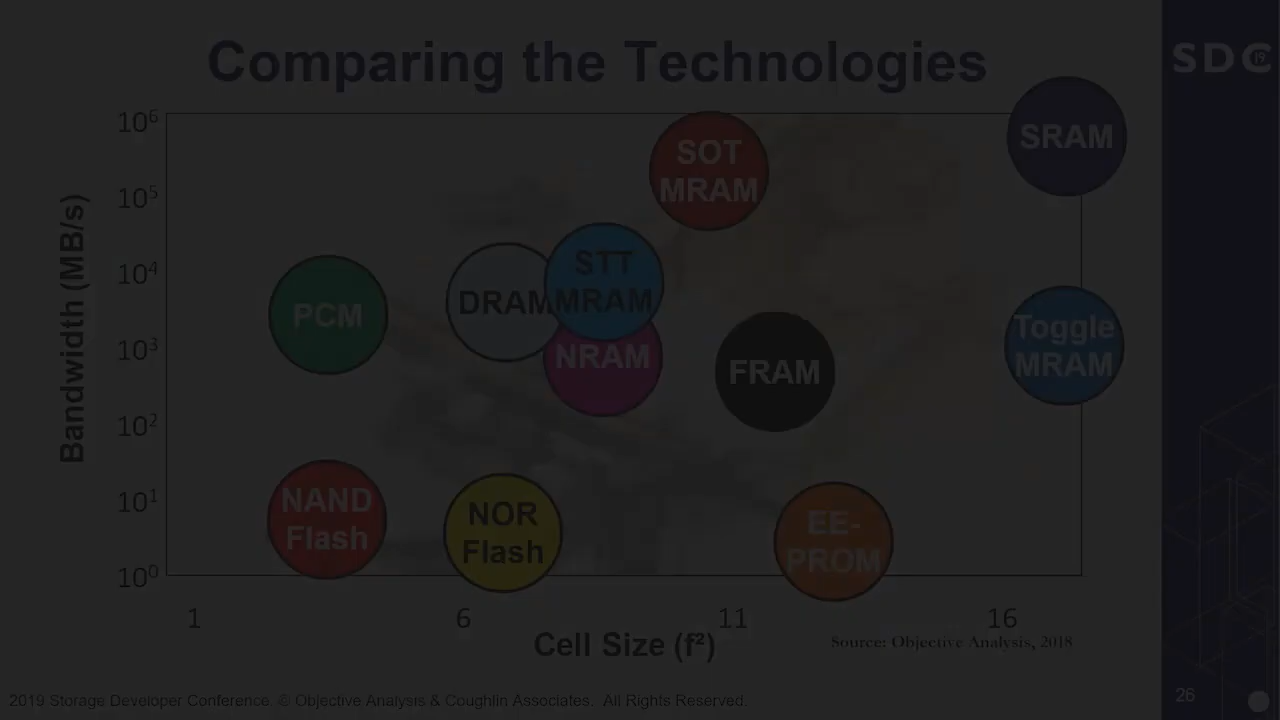 Comparing the Technologies
SDC
19
10⁶
10⁵
10⁴
10³
10²
10¹
10⁰
Bandwidth (MB/s)
SOT
MRAM
SRAM
PCM
DRAM
STT
MRAM
NRAM
FRAM
Toggle
MRAM
NAND
Flash
NOR
Flash
EE-
PROM
1
6
11
16
Cell Size (f²)
Source: Objective Analysis, 2018
2019 Storage Developer Conference. © Objective Analysis & Coughlin Associates. All Rights Reserved.
26